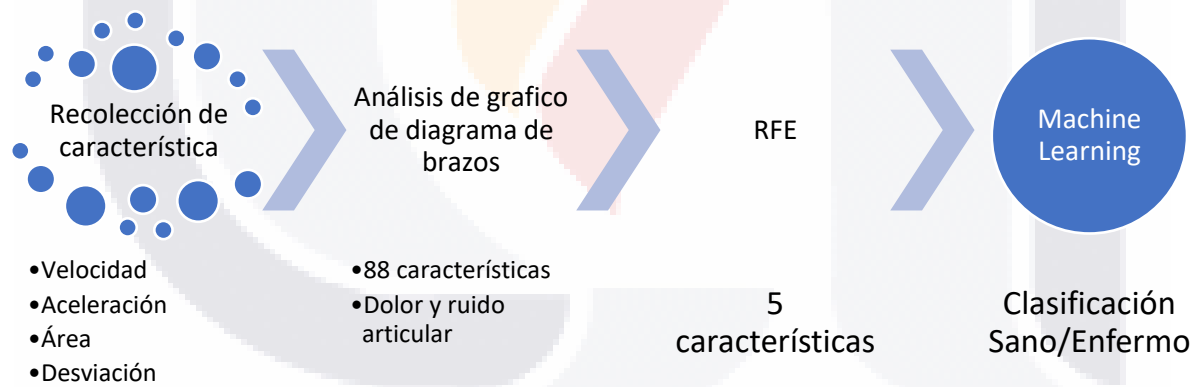 Recolección de
característica
•Velocidad
•Aceleración
•Área
•Desviación
Análisis de grafico
de diagrama de
brazos
•88 características
•Dolor y ruido
articular
RFE
5
características
Machine
Learning
Clasificación
Sano/Enfermo